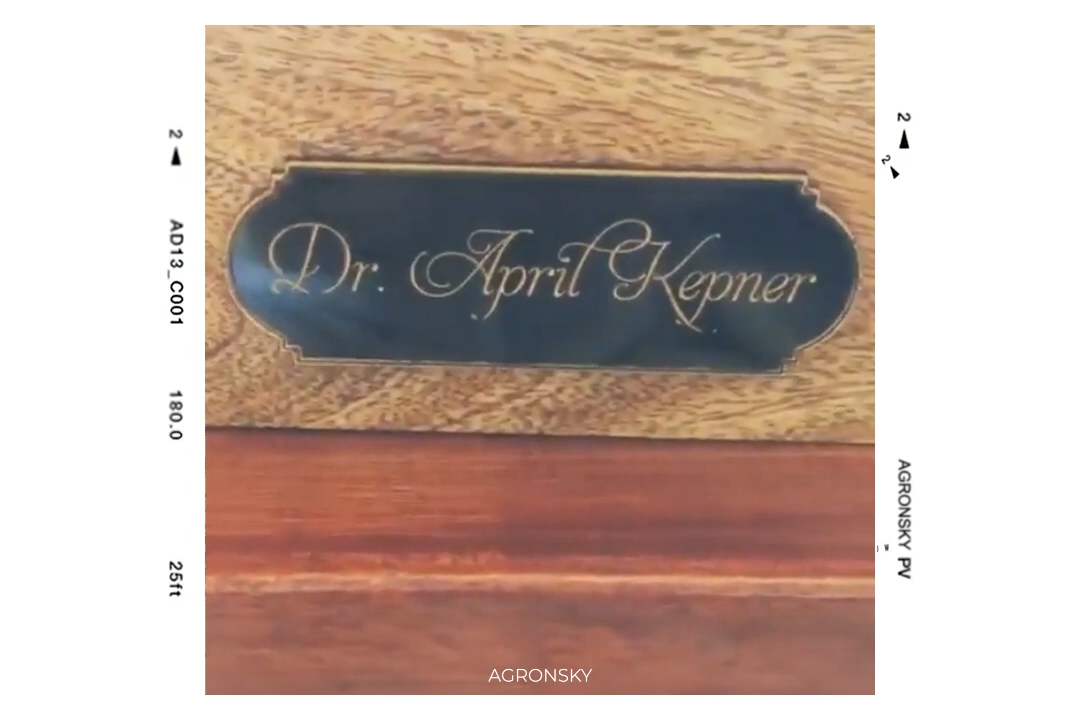 2
AD13_C001
180.0
25ft
Dr. April Kepner
AGRONSKY
2
2
AGRONSKY PV